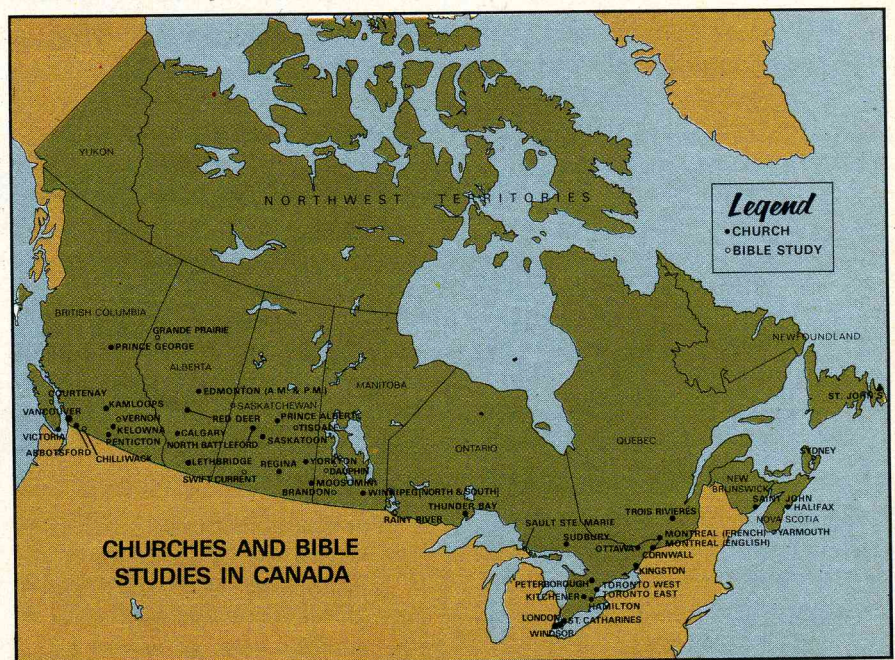 YUKON
NORTHWEST TERRITORIES
Legend
CHURCH
BIBLE STUDY
BRITISH COLUMBIA
GRANDE PRAIRIE
PRINCE GEORGE
ALBERTA
NEWFOUNDLAND
EDMONTON (A.M. & P.M.)
MANITOBA
COURTENAY
KAMLOOPS
SASKATCHEWAN
ST. JOHN'S
VANCOUVER
VERNON
RED DEER
PRINCE ALBERT
TISDALE
KELOWNA
CALGARY
NORTH BATTLEFORD
SASKATOON
VICTORIA
PENTICTON
ABBOTSFORD
CHILLIWACK
ONTARIO
QUEBEC
SYDNEY
LETHBRIDGE
REGINA
YORKTON
DAUPHIN
SWIFT CURRENT
MOOSOMIN
BRANDON
WINNIPEG (NORTH & SOUTH)
NEW
BRUNSWICK
SAINT JOHN
HALIFAX
NOVA SCOTIA
YARMOUTH
THUNDER BAY
RAINY RIVER
TROIS RIVIERES
SAULT STE. MARIE
SUDBURY
MONTREAL (FRENCH)
OTTAWA
MONTREAL (ENGLISH)
CORNWALL
KINGSTON
CHURCHES AND BIBLE
STUDIES IN CANADA
PETERBOROUGH
TORONTO WEST
KITCHENER
TORONTO EAST
HAMILTON
LONDON
ST. CATHARINES
WINDSOR